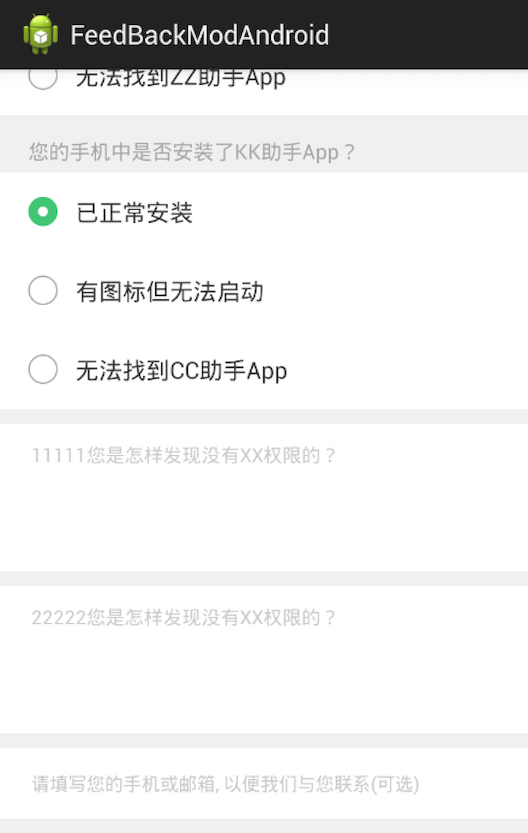 FeedBackModAndroid
无法找到ZZ助手App
您的手机中是否安装了KK助手App？
已正常安装
有图标但无法启动
无法找到CC助手App
11111您是怎样发现没有XX权限的？
22222您是怎样发现没有XX权限的？
请填写您的手机或邮箱, 以便我们与您联系(可选)